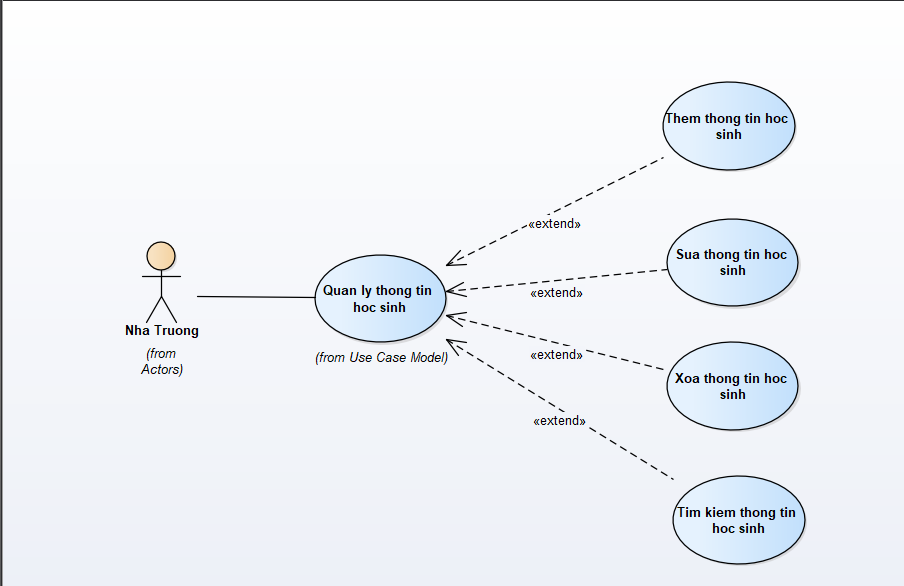 Them thong tin hoc
sinh
«extend»
Sua thong tin hoc
sinh
Quan ly thong tin
hoc sinh
«extend»
Nha Truong
(from
Actors)
(from Use Case Model)
«extend»
Xoa thong tin hoc
sinh
«extend»
Tim kiem thong tin
hoc sinh